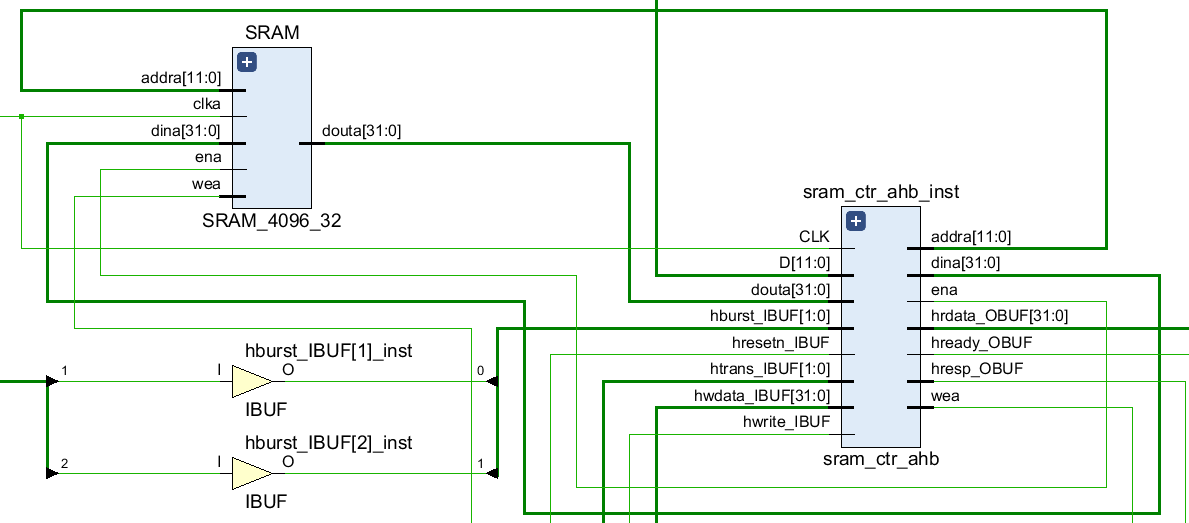 SRAM
addra[11:0]
clka
dina[31:0]
douta[31:0]
ena
wea
SRAM_4096_32
sram_ctr_ahb_inst
CLK
addra[11:0]
D[11:0]
dina[31:0]
douta[31:0]
ena
hburst_IBUF[1:0]
hrdata_OBUF[31:0]
hresetn_IBUF
hready_OBUF
htrans_IBUF[1:0]
hresp_OBUF
hwdata_IBUF[31:0]
wea
hwrite_IBUF
sram_ctr_ahb
hburst_IBUF[1]_inst
1
I
O
0
IBUF
hburst_IBUF[2]_inst
2
I
O
1
IBUF